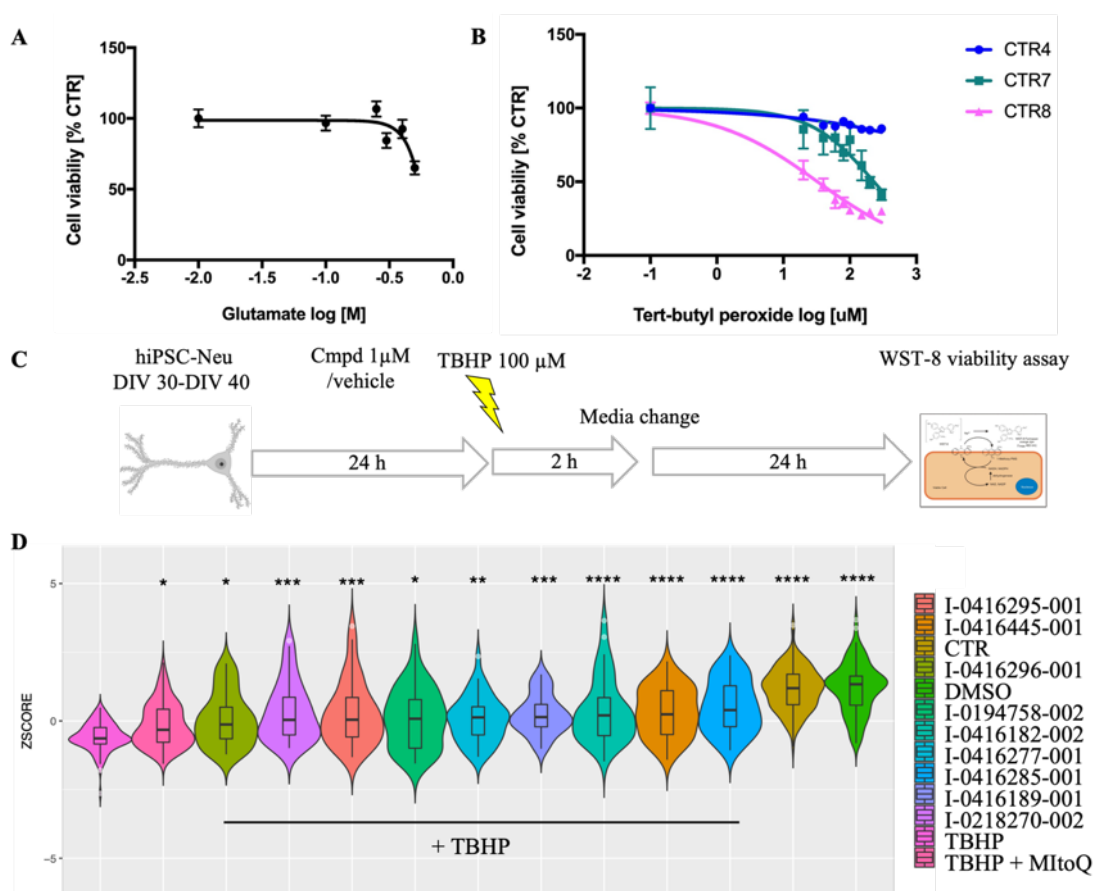 A
150
100
50
0
Cell viabiliy [% CTR]
-2.5
-2.0
-1.5
-1.0
-0.5
0.0
Glutamate log [M]
B
150
100
50
0
Cell viability [% CTR]
-2
-1
0
1
2
3
Tert-butyl peroxide log [uM]
CTR4
CTR7
CTR8
C
hiPSC-Neu
DIV 30-DIV 40
Cmpd 1µM
/vehicle
TBHP 100 µM
Media change
WST-8 viability assay
24 h
2 h
24 h
D
5
0
−5
ZSCORE
*
*
***
***
*
**
***
****
****
****
****
****
+ TBHP
I-0416295-001
I-0416445-001
CTR
I-0416296-001
DMSO
I-0194758-002
I-0416182-002
I-0416277-001
I-0416285-001
I-0416189-001
I-0218270-002
TBHP
TBHP + MItoQ